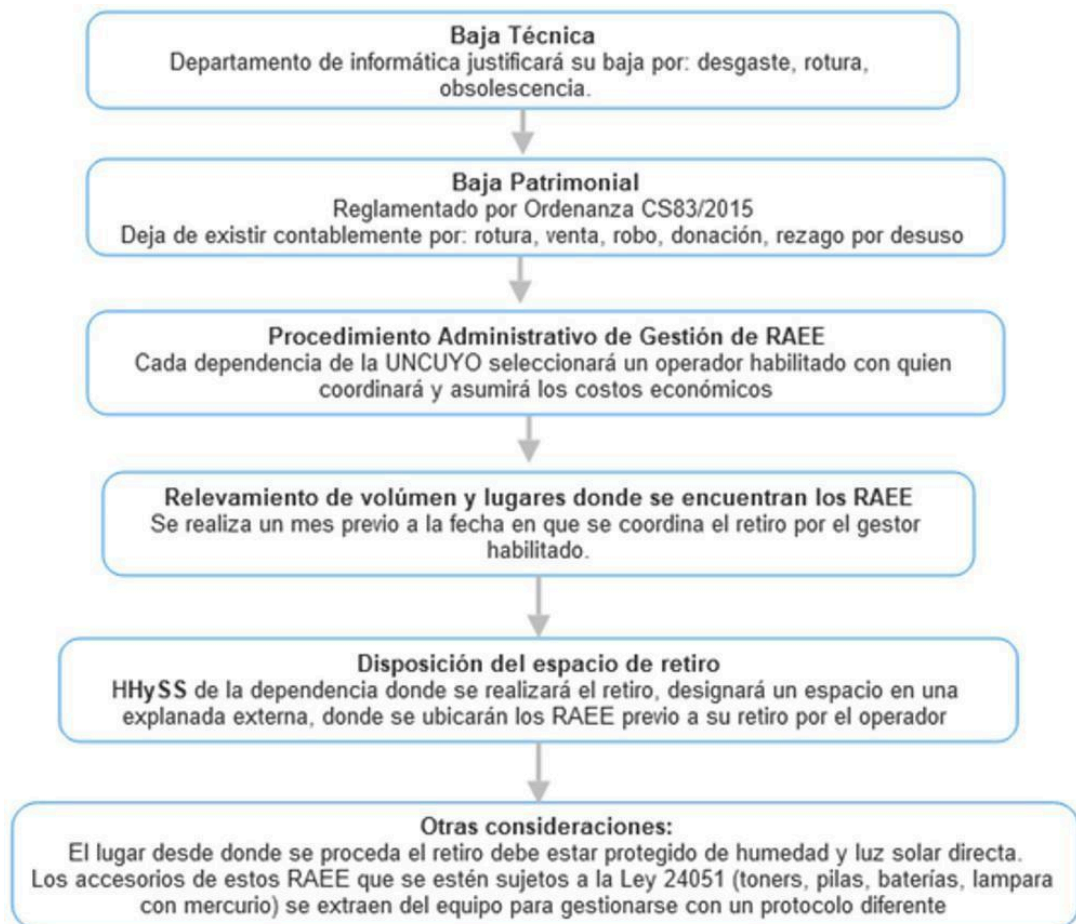 Baja Técnica
Departamento de informática justificará su baja por: desgaste, rotura,
obsolescencia.
Baja Patrimonial
Reglamentado por Ordenanza CS83/2015
Deja de existir contablemente por: rotura, venta, robo, donación, rezago por desuso
Procedimiento Administrativo de Gestión de RAEE
Cada dependencia de la UNCUYO seleccionará un operador habilitado con quien
coordinará y asumirá los costos económicos
Relevamiento de volúmen y lugares donde se encuentran los RAEE
Se realiza un mes previo a la fecha en que se coordina el retiro por el gestor
habilitado.
Disposición del espacio de retiro
HHySS de la dependencia donde se realizará el retiro, designará un espacio en una
explanada externa, donde se ubicarán los RAEE previo a su retiro por el operador
Otras consideraciones:
El lugar desde donde se proceda el retiro debe estar protegido de humedad y luz solar directa.
Los accesorios de estos RAEE que se estén sujetos a la Ley 24051 (toners, pilas, baterías, lampara
con mercurio) se extraen del equipo para gestionarse con un protocolo diferente